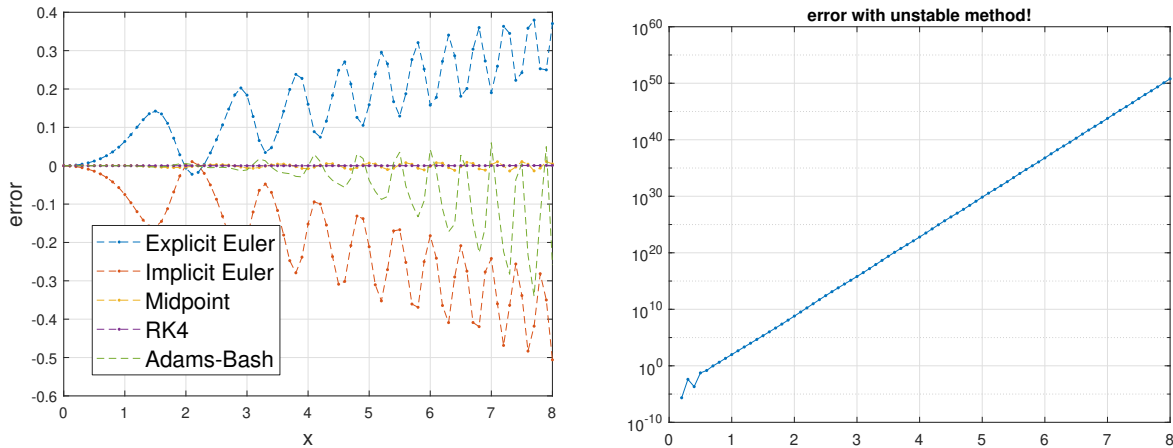 0.4
0.3
0.2
0.1
0
-0.1
-0.2
-0.3
-0.4
-0.5
-0.6
error
Explicit Euler
Implicit Euler
Midpoint
RK4
Adams-Bash
0 1 2 3 4 5 6 7 8
x
error with unstable method!
10^60
10^50
10^40
10^30
10^20
10^10
10^0
10^-10
0 1 2 3 4 5 6 7 8